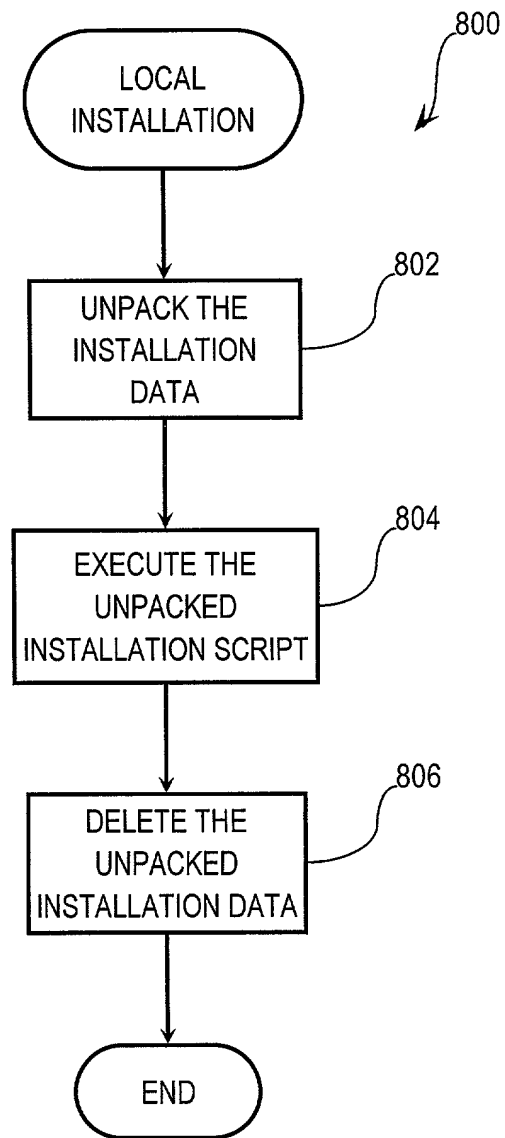 800
LOCAL
INSTALLATION
802
UNPACK THE
INSTALLATION
DATA
804
EXECUTE THE
UNPACKED
INSTALLATION SCRIPT
806
DELETE THE
UNPACKED
INSTALLATION DATA
END